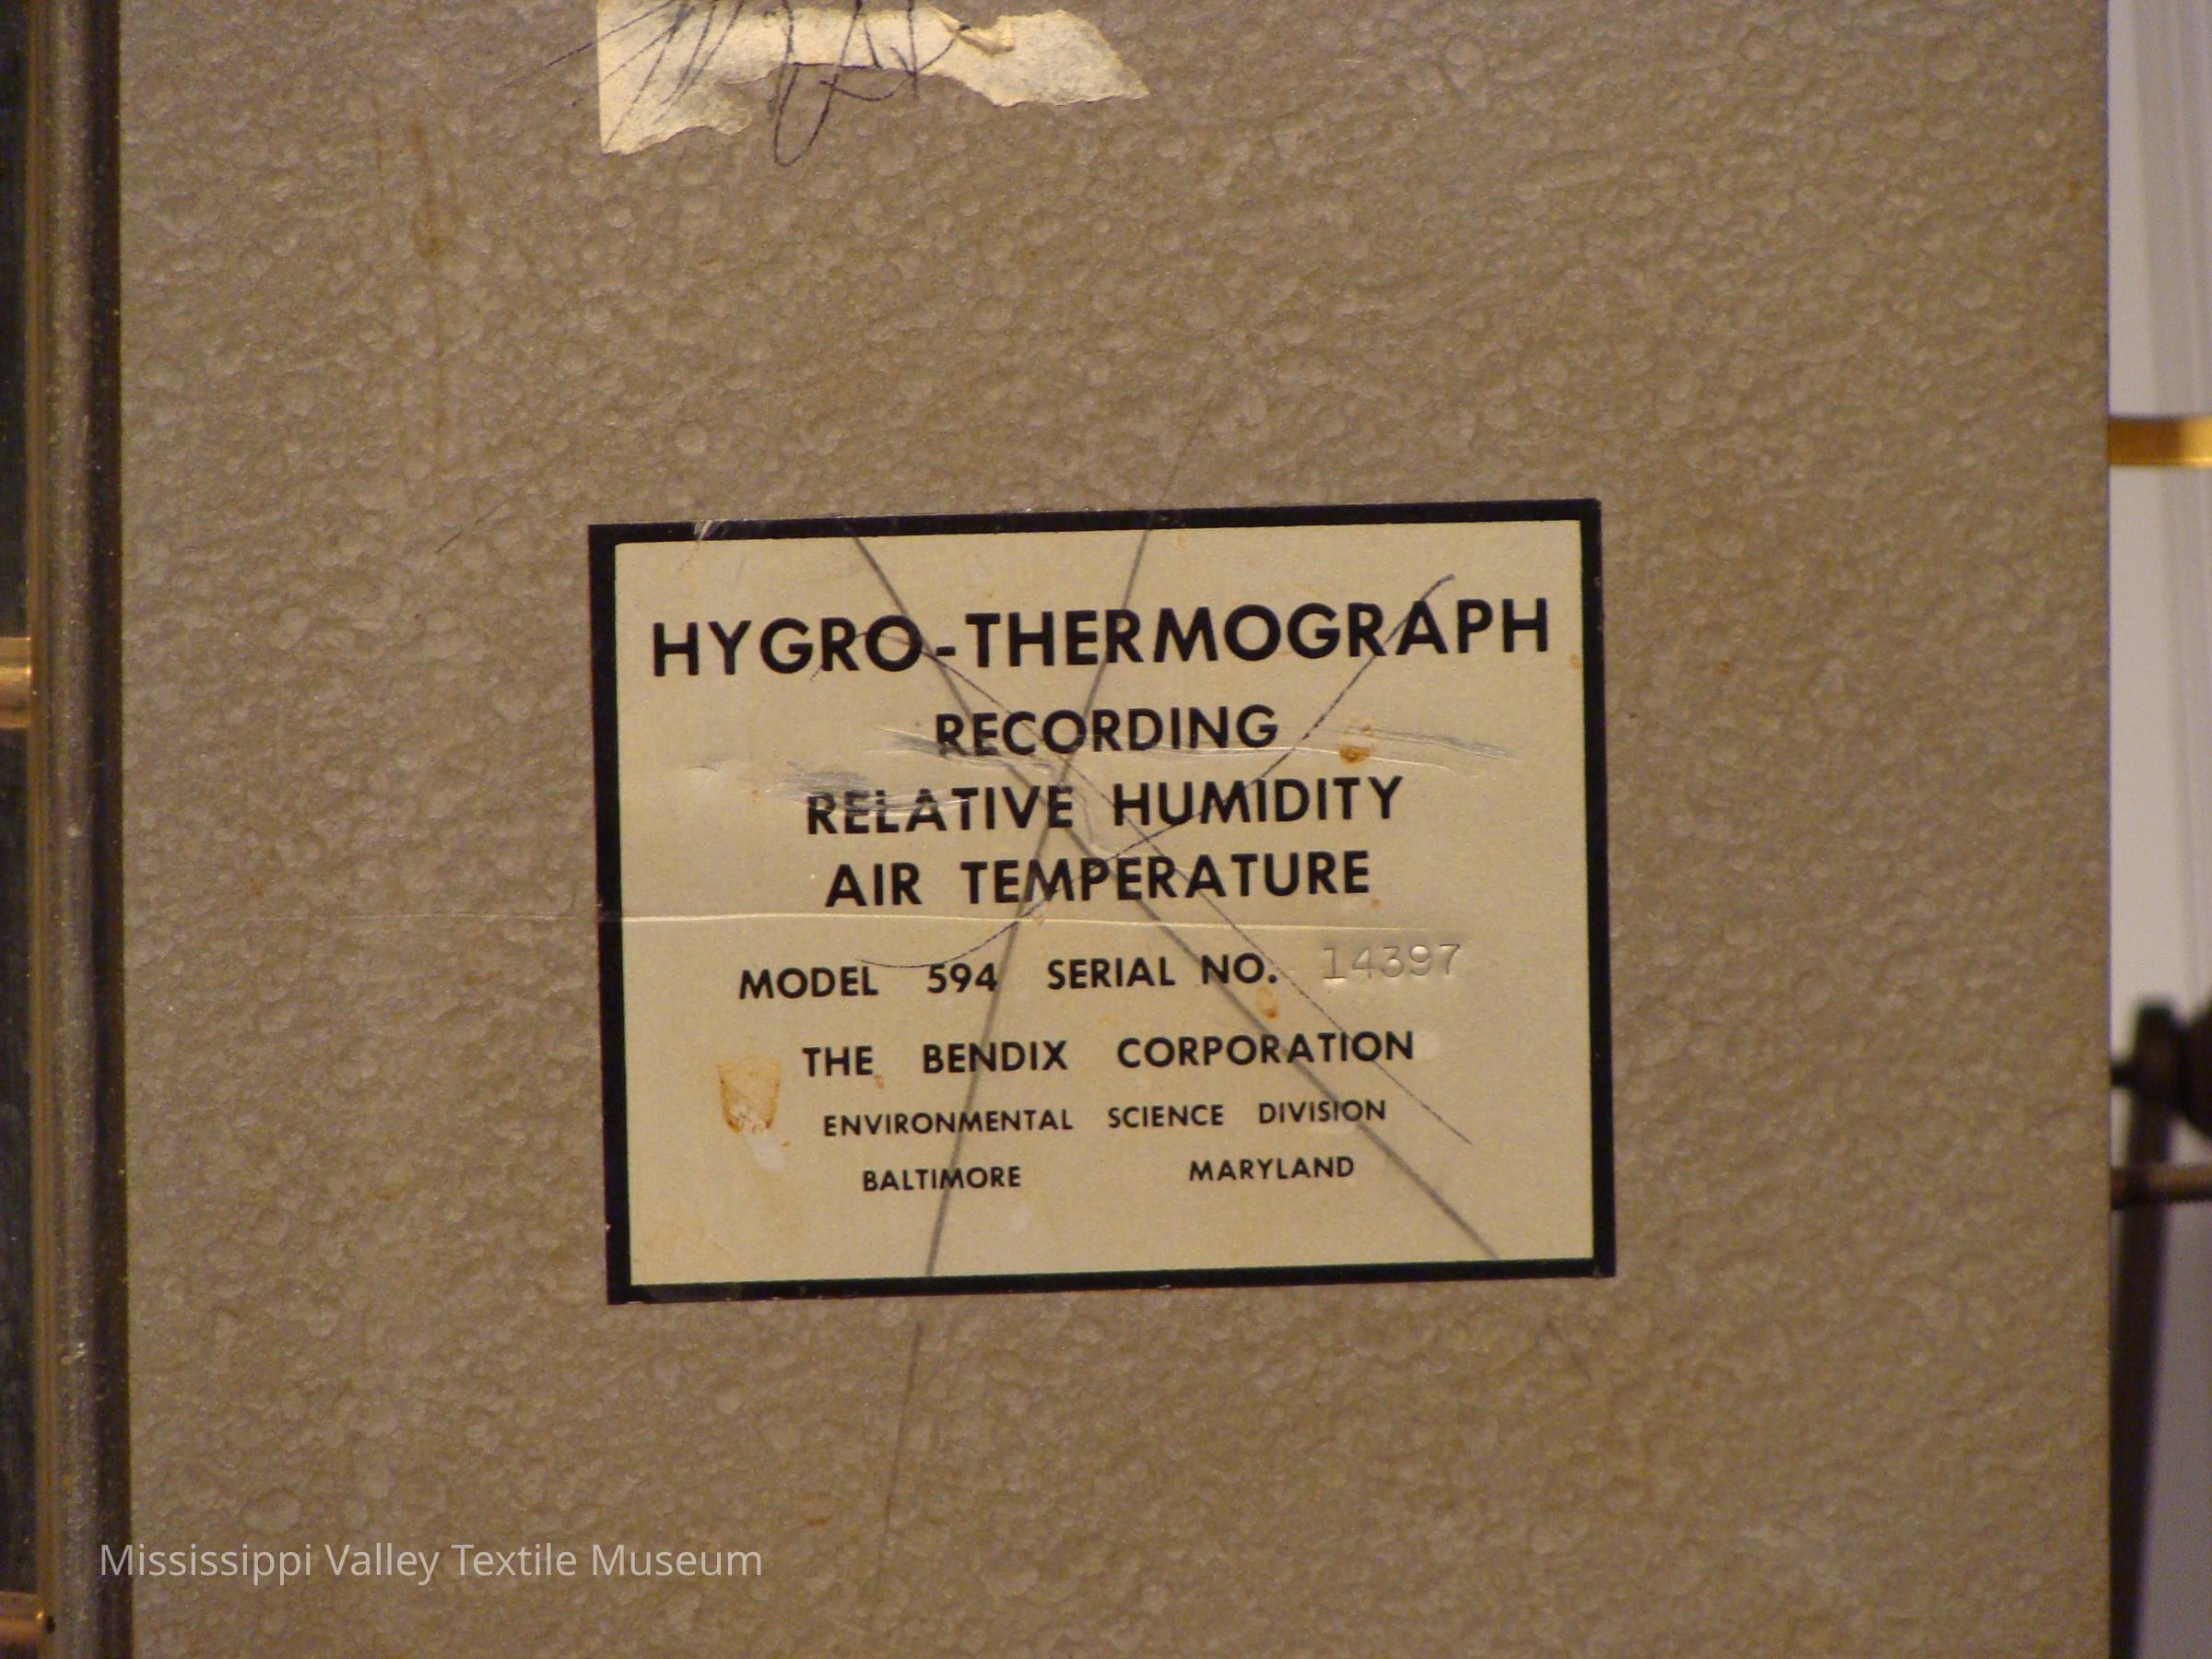 HYGRO-THERMOGRAPH
RECORDING
RELATIVE HUMIDITY
AIR TEMPERATURE
MODEL 594 SERIAL NO. 14397
THE BENDIX CORPORATION
ENVIRONMENTAL SCIENCE DIVISION
BALTIMORE MARYLAND
Mississippi Valley Textile Museum